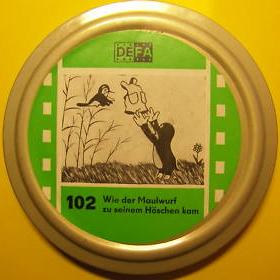 DEFA
102 Wie der Maulwurf
zu seinem Höschen kam